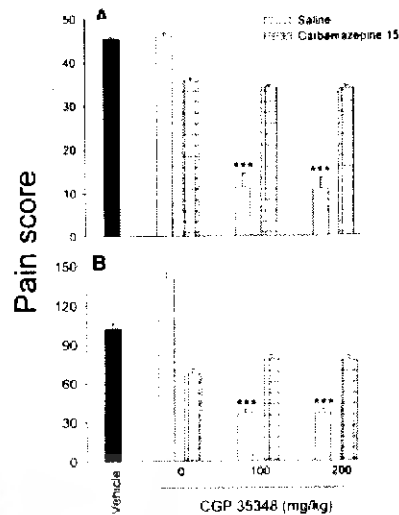 A
Saline
Carbamazepine 15
50
40
30
20
10
0
*** ***
Pain score
B
150
120
90
60
30
0
*** ***
Vehicle
0 100 200
CGP 35348 (mg/kg)